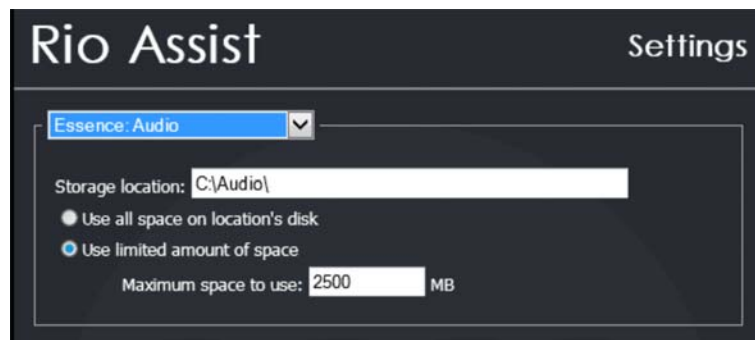 Rio Assist
Settings
Essence: Audio
Storage location: C:\Audio\
Use all space on location's disk
Use limited amount of space
Maximum space to use: 2500 MB